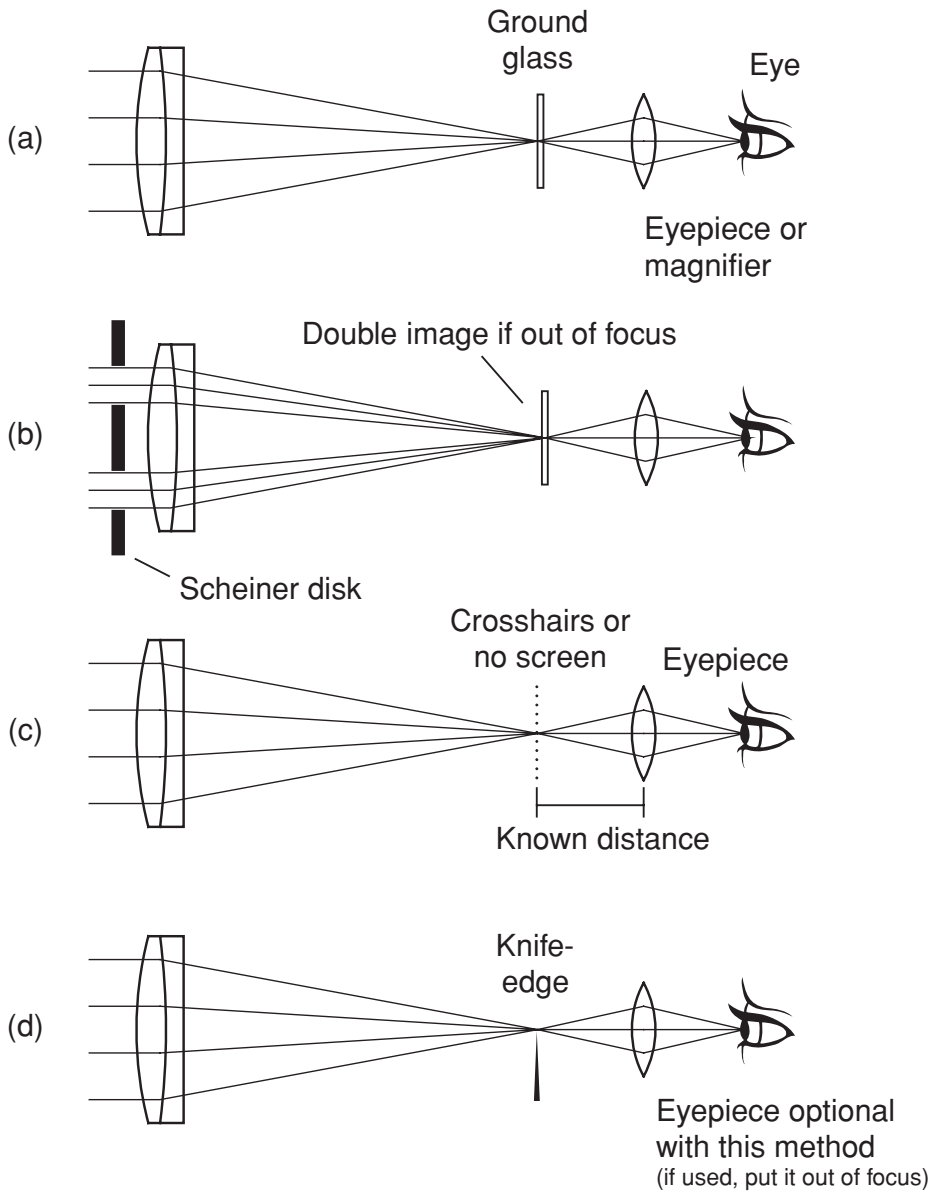 Ground
glass
Eye
(a)
Eyepiece or
magnifier
Double image if out of focus
(b)
Scheiner disk
Crosshairs or
no screen
Eyepiece
(c)
Known distance
Knife-
edge
(d)
Eyepiece optional
with this method
(if used, put it out of focus)